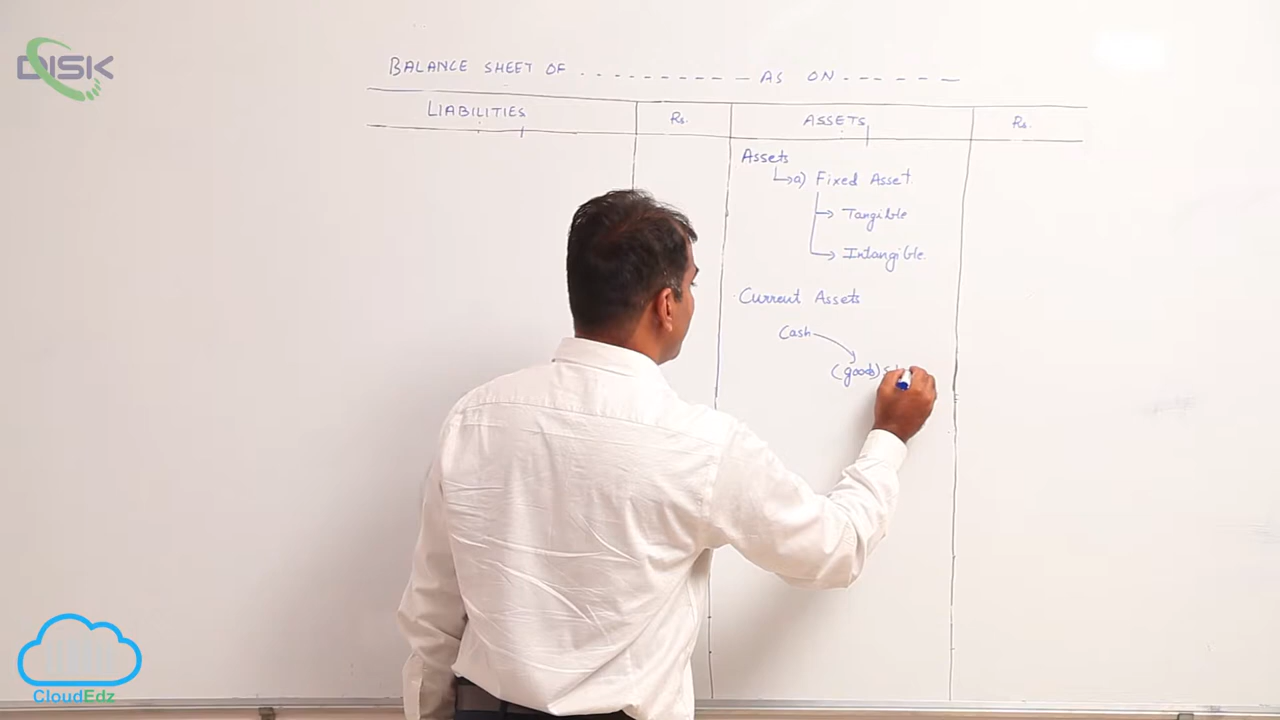 DISK
BALANCE SHEET OF - - - - - - - - - - AS ON - - - - - -
LIABILITIES Rs. ASSETS Rs.
Assets
a) Fixed Asset
Tangible
Intangible
Current Assets
Cash
(goods)
CloudEdz